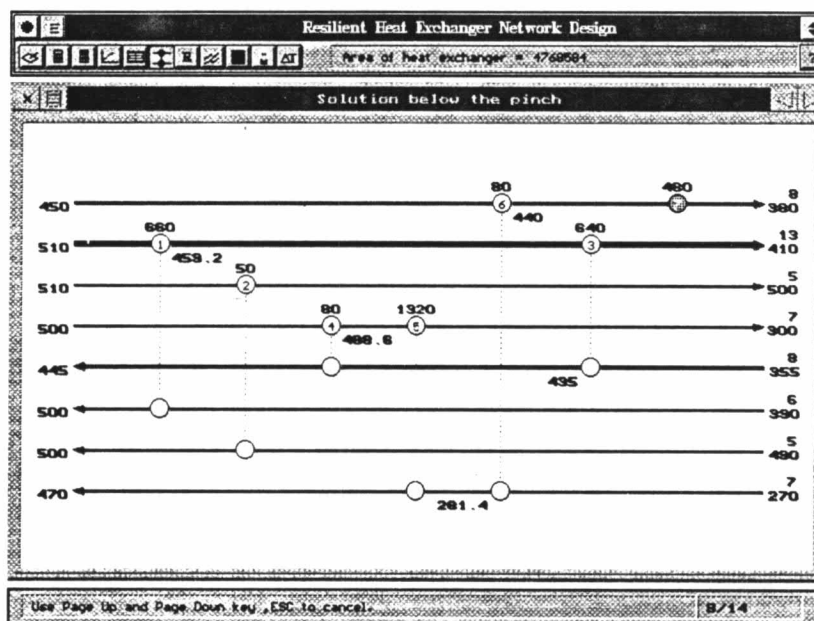 Resilient Heat Exchanger Network Design
Area of heat exchanger = 4768584
Solution below the pinch
450 80 6 440 480 8 380
510 660 1 459.2 640 3 13 410
510 50 2 5 500
500 80 4 488.6 1320 5 7 300
445 435 8 355
500 6 390
500 5 490
470 281.4 7 270
Use Page Up and Page Down key ,ESC to cancel. 8/14